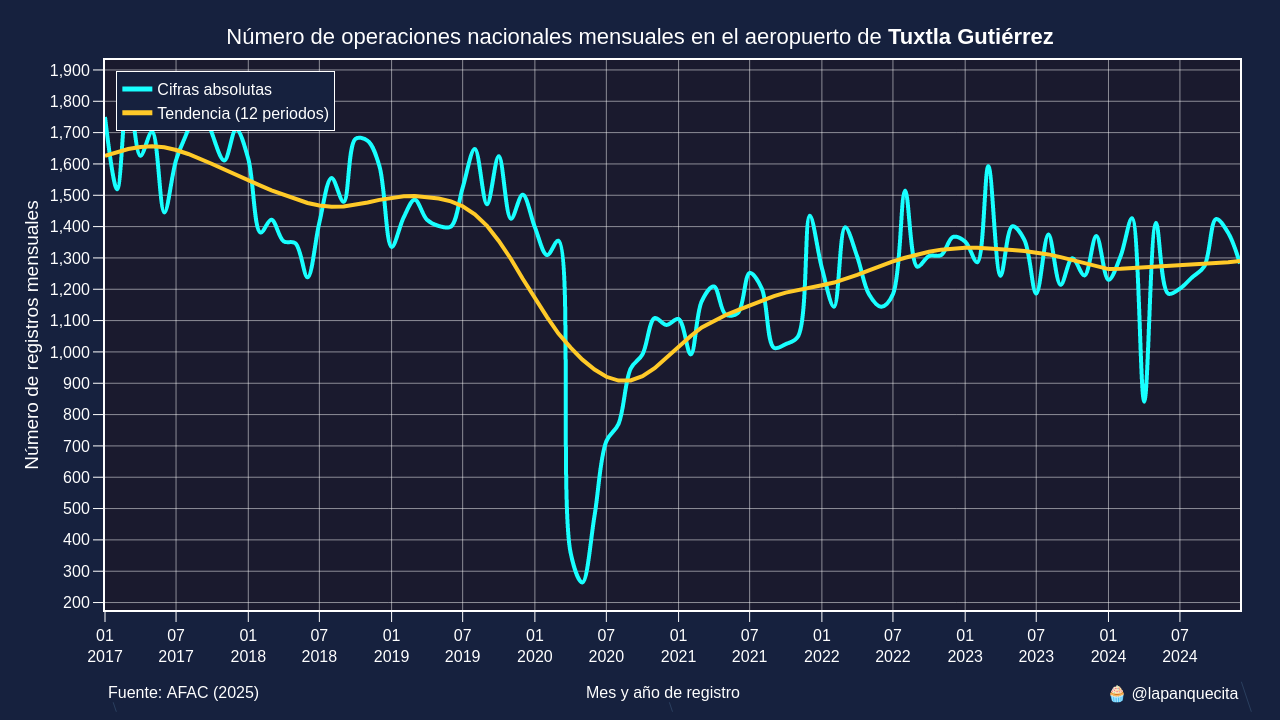 Número de operaciones nacionales mensuales en el aeropuerto de Tuxtla Gutiérrez
Cifras absolutas
Tendencia (12 periodos)
Número de registros mensuales
1,900
1,800
1,700
1,600
1,500
1,400
1,300
1,200
1,100
1,000
900
800
700
600
500
400
300
200
01 07 01 07 01 07 01 07 01 07 01 07 01 07 01 07
2017 2017 2018 2018 2019 2019 2020 2020 2021 2021 2022 2022 2023 2023 2024 2024
Fuente: AFAC (2025) Mes y año de registro 🧁 @lapanquecita